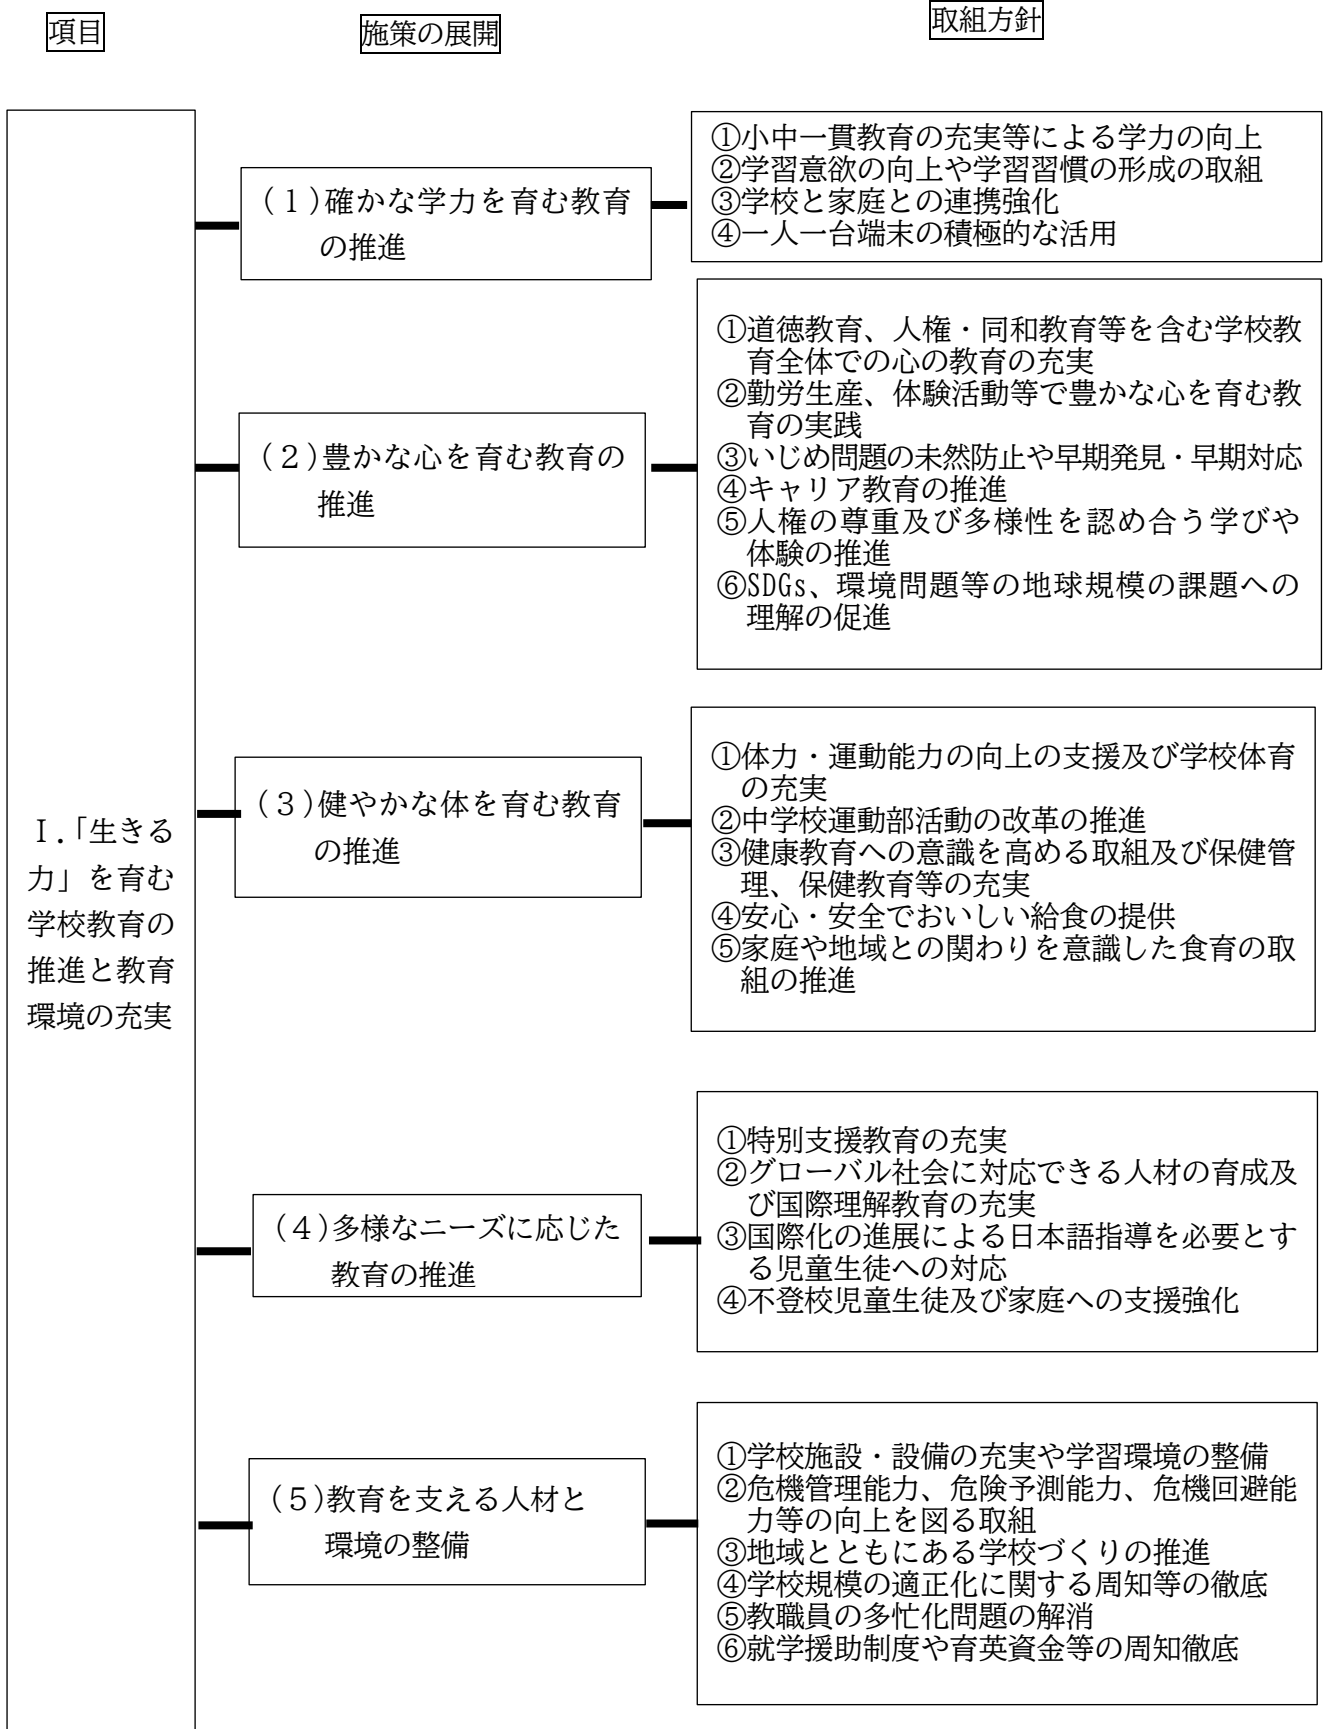 項目
施策の展開
取組方針
Ⅰ.「生きる
力」を育む
学校教育の
推進と教育
環境の充実
(１)確かな学力を育む教育
の推進
①小中一貫教育の充実等による学力の向上
②学習意欲の向上や学習習慣の形成の取組
③学校と家庭との連携強化
④一人一台端末の積極的な活用
(２)豊かな心を育む教育の
推進
①道徳教育、人権・同和教育等を含む学校教
育全体での心の教育の充実
②勤労生産、体験活動等で豊かな心を育む教
育の実践
③いじめ問題の未然防止や早期発見・早期対応
④キャリア教育の推進
⑤人権の尊重及び多様性を認め合う学びや
体験の推進
⑥SDGs、環境問題等の地球規模の課題への
理解の促進
(３)健やかな体を育む教育
の推進
①体力・運動能力の向上の支援及び学校体育
の充実
②中学校運動部活動の改革の推進
③健康教育への意識を高める取組及び保健管
理、保健教育等の充実
④安心・安全でおいしい給食の提供
⑤家庭や地域との関わりを意識した食育の取
組の推進
(４)多様なニーズに応じた
教育の推進
①特別支援教育の充実
②グローバル社会に対応できる人材の育成及
び国際理解教育の充実
③国際化の進展による日本語指導を必要とす
る児童生徒への対応
④不登校児童生徒及び家庭への支援強化
(５)教育を支える人材と
環境の整備
①学校施設・設備の充実や学習環境の整備
②危機管理能力、危険予測能力、危機回避能
力等の向上を図る取組
③地域とともにある学校づくりの推進
④学校規模の適正化に関する周知等の徹底
⑤教職員の多忙化問題の解消
⑥就学援助制度や育英資金等の周知徹底